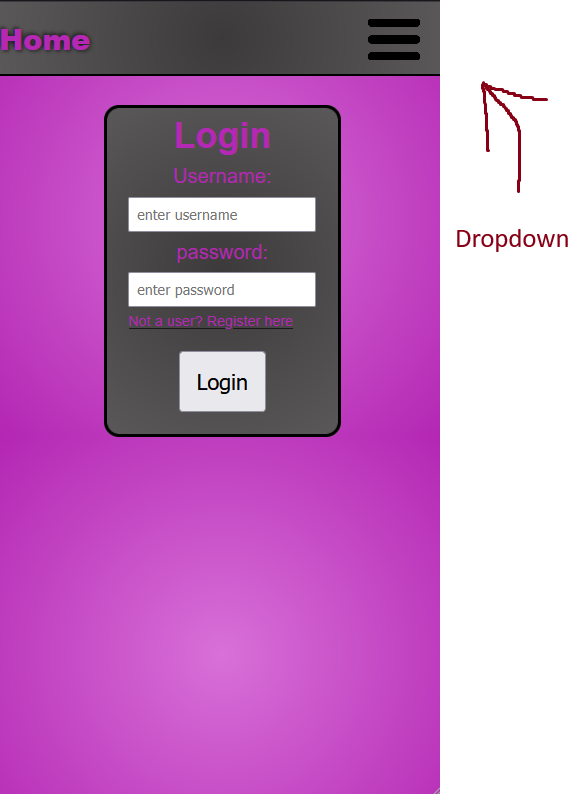 Home
Login
Username:
enter username
password:
enter password
Not a user? Register here
Login
Dropdown